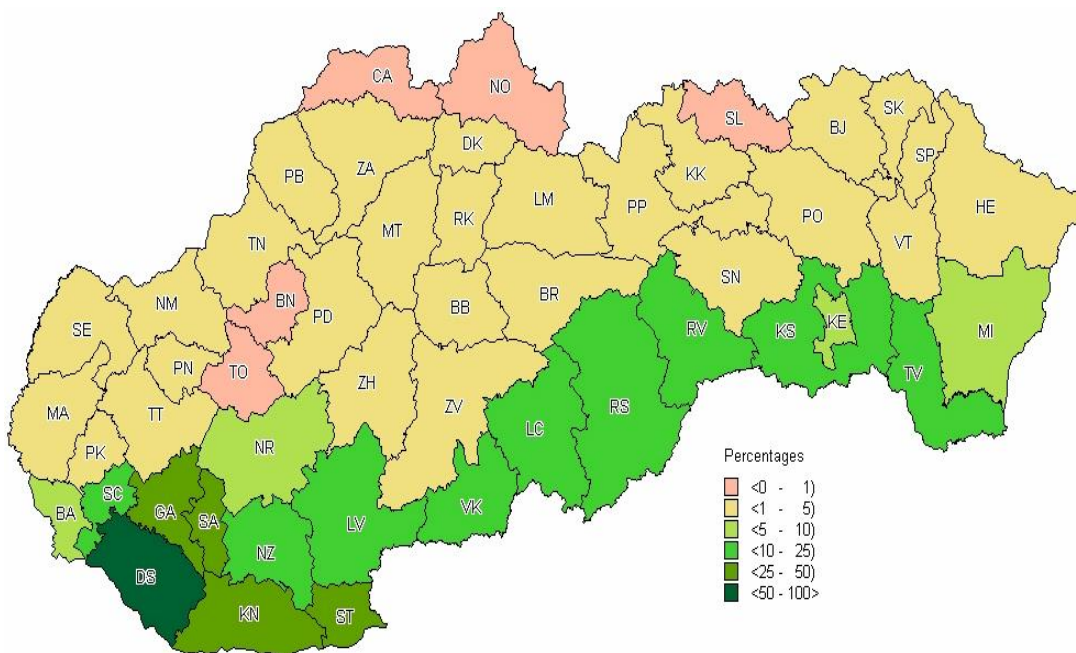 CA
NO
SL
BJ
SK
SP
DK
ZA
PB
KK
HE
LM
PP
PO
RK
MT
VT
TN
SN
BN
NM
BR
PD
BB
SE
RV
KS
KE
MI
PN
TO
ZH
TV
MA
TT
ZV
RS
LC
PK
NR
Percentages
SC
<0 - 1)
BA
GA
SA
LV
VK
<1 - 5)
<5 - 10)
NZ
<10 - 25)
DS
<25 - 50)
<50 - 100>
KN
ST